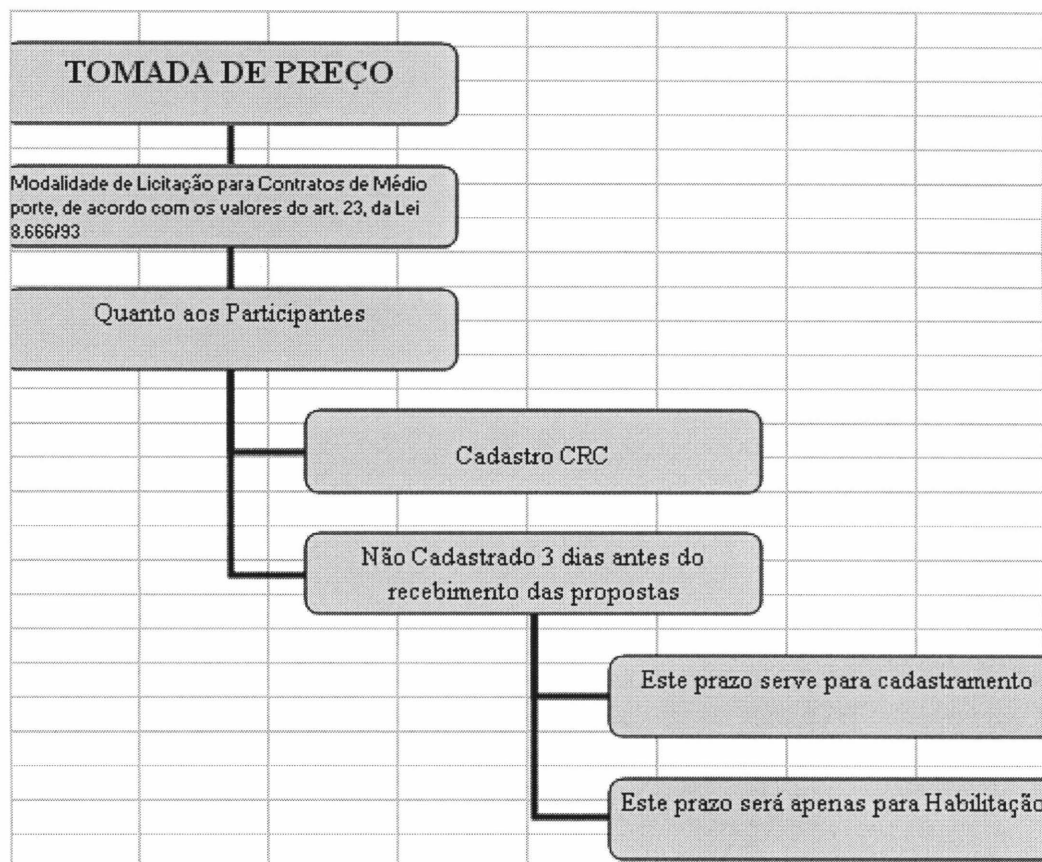 TOMADA DE PREÇO
Modalidade de Licitação para Contratos de Médio
porte, de acordo com os valores do art. 23, da Lei
8.666/93
Quanto aos Participantes
Cadastro CRC
Não Cadastrado 3 dias antes do
recebimento das propostas
Este prazo serve para cadastramento
Este prazo será apenas para Habilitação